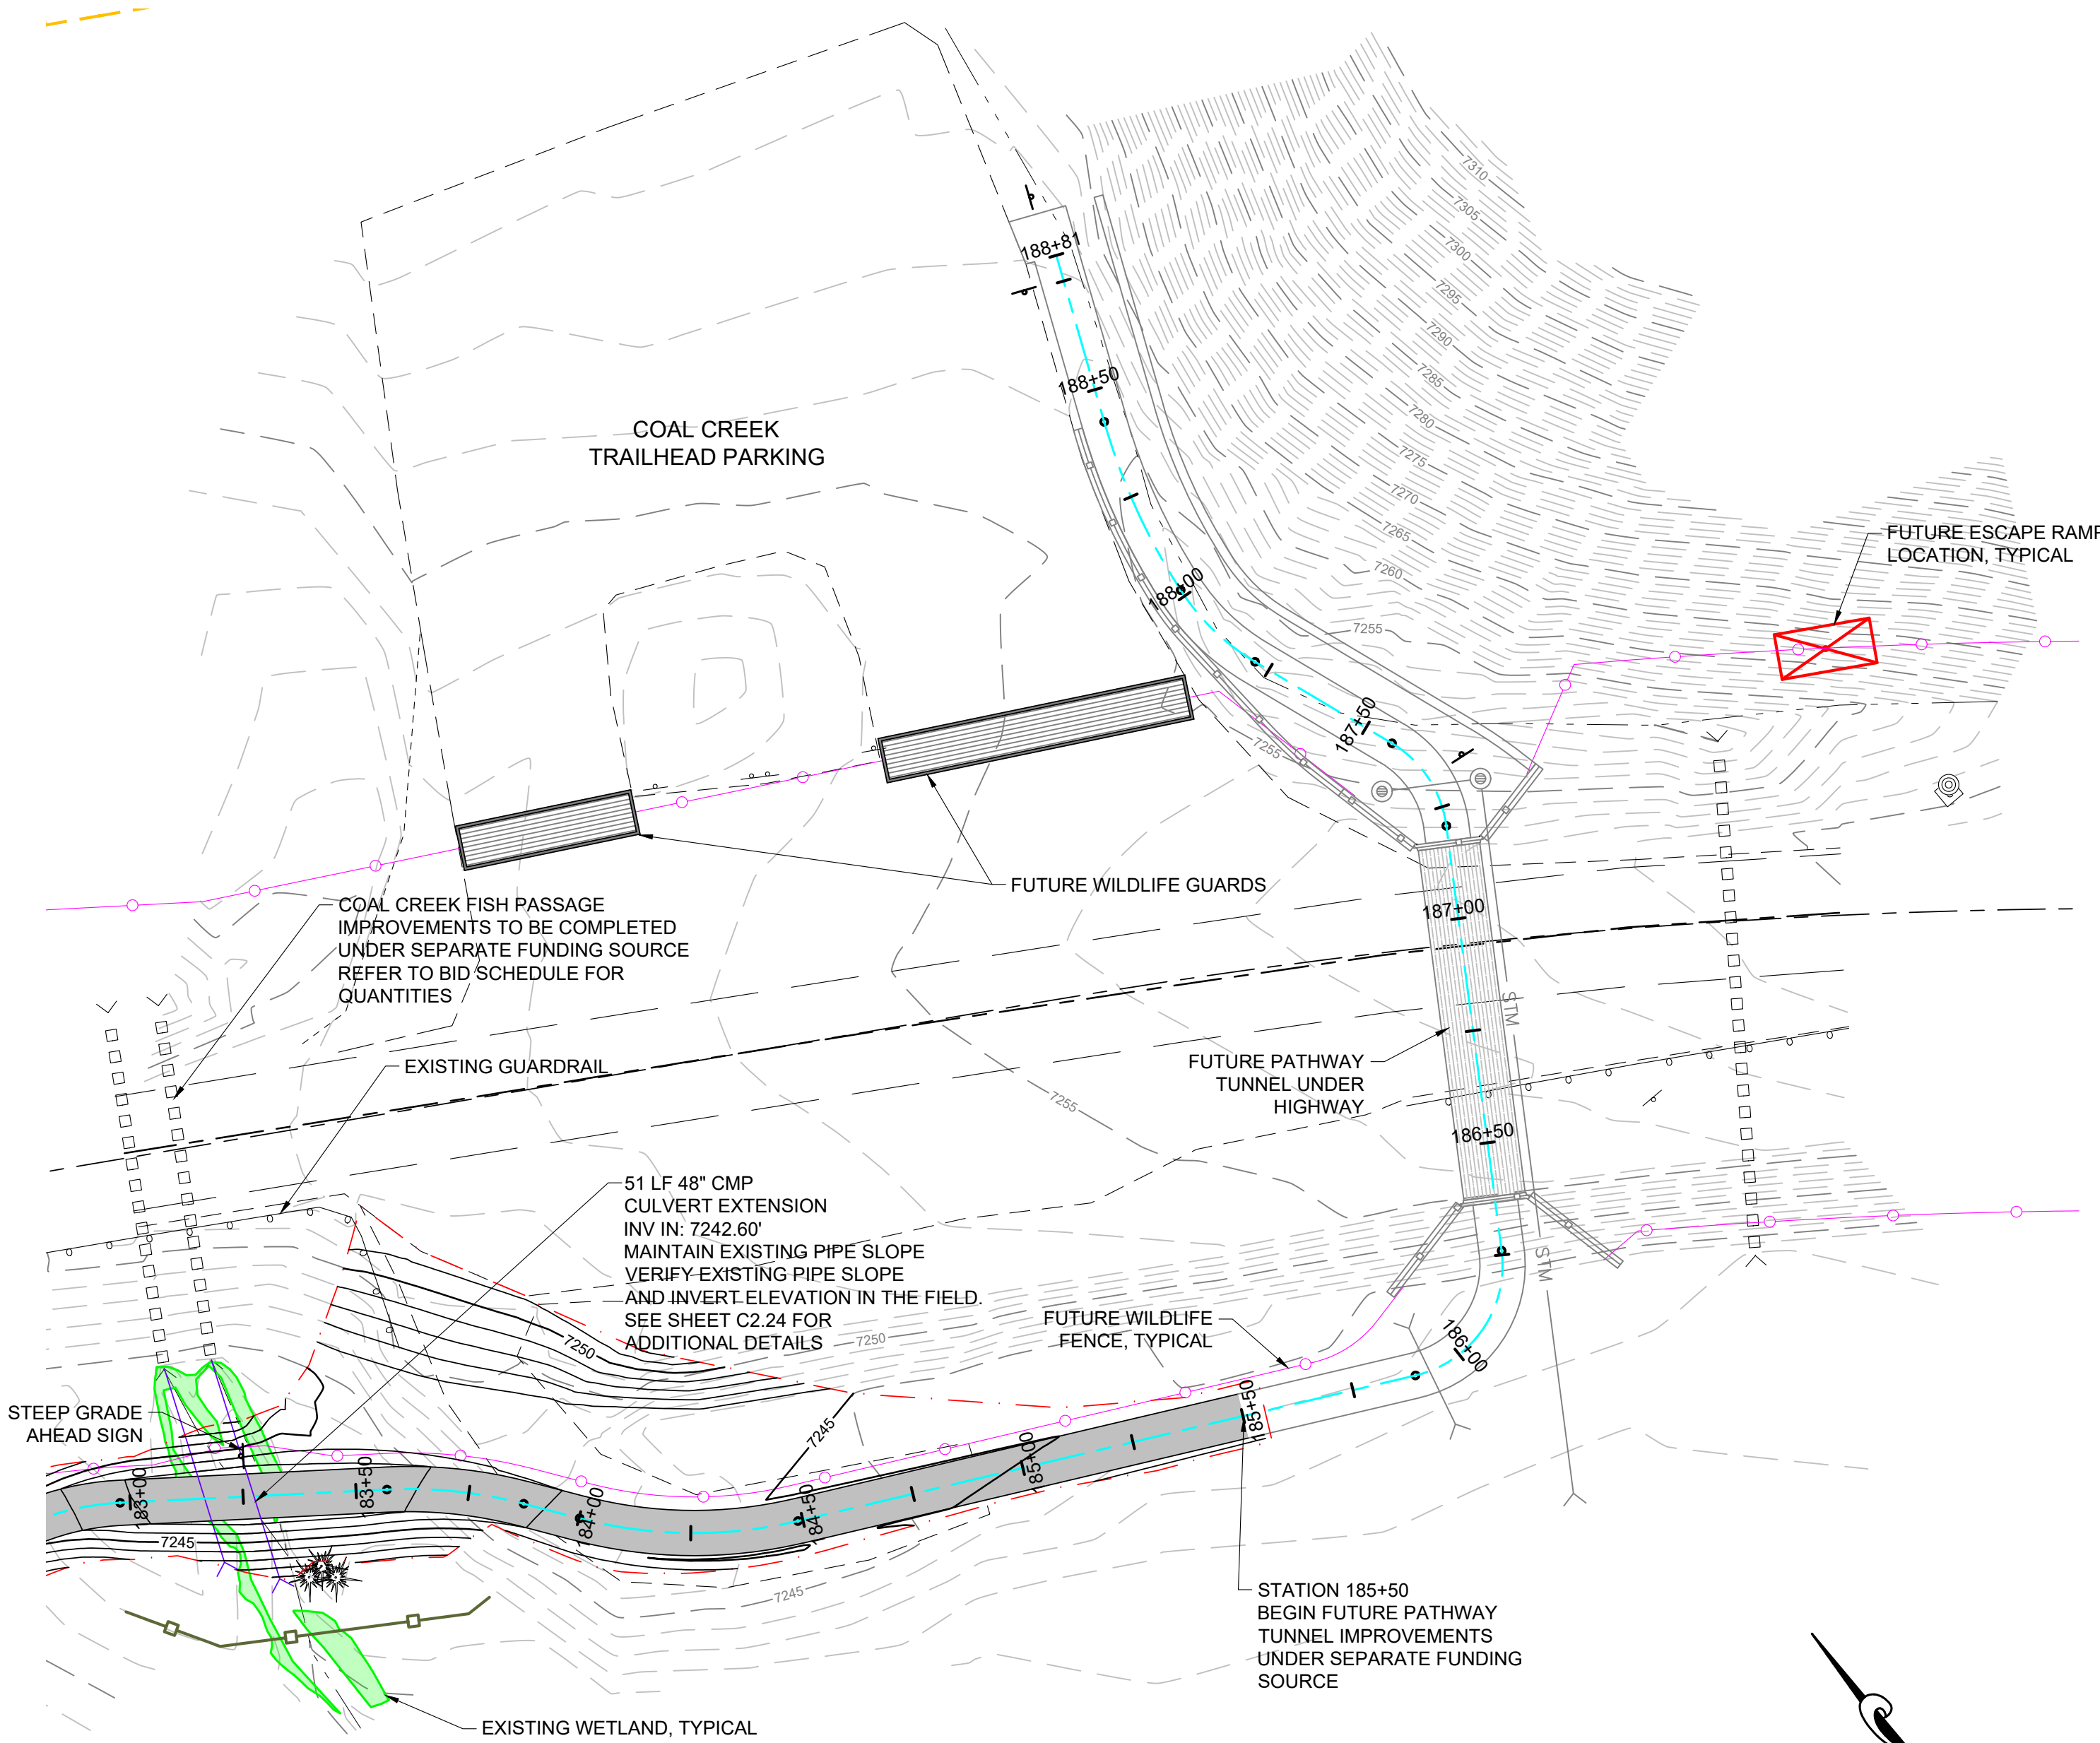 7310
7305
7300
7295
7290
7285
7280
7275
7270
7265
7260
7255
188+81
188+50
COAL CREEK
TRAILHEAD PARKING
188+00
187+50
7255
FUTURE ESCAPE RAMP
LOCATION, TYPICAL
FUTURE WILDLIFE GUARDS
187+00
COAL CREEK FISH PASSAGE
IMPROVEMENTS TO BE COMPLETED
UNDER SEPARATE FUNDING SOURCE
REFER TO BID SCHEDULE FOR
QUANTITIES
STM
EXISTING GUARDRAIL
FUTURE PATHWAY
TUNNEL UNDER
HIGHWAY
7255
186+50
51 LF 48" CMP
CULVERT EXTENSION
INV IN: 7242.60'
MAINTAIN EXISTING PIPE SLOPE
VERIFY EXISTING PIPE SLOPE
AND INVERT ELEVATION IN THE FIELD.
SEE SHEET C2.24 FOR
ADDITIONAL DETAILS
STM
FUTURE WILDLIFE
FENCE, TYPICAL
7250
7250
186+00
STEEP GRADE
AHEAD SIGN
7245
185+50
185+00
184+50
184+00
183+50
183+00
7245
7245
STATION 185+50
BEGIN FUTURE PATHWAY
TUNNEL IMPROVEMENTS
UNDER SEPARATE FUNDING
SOURCE
EXISTING WETLAND, TYPICAL